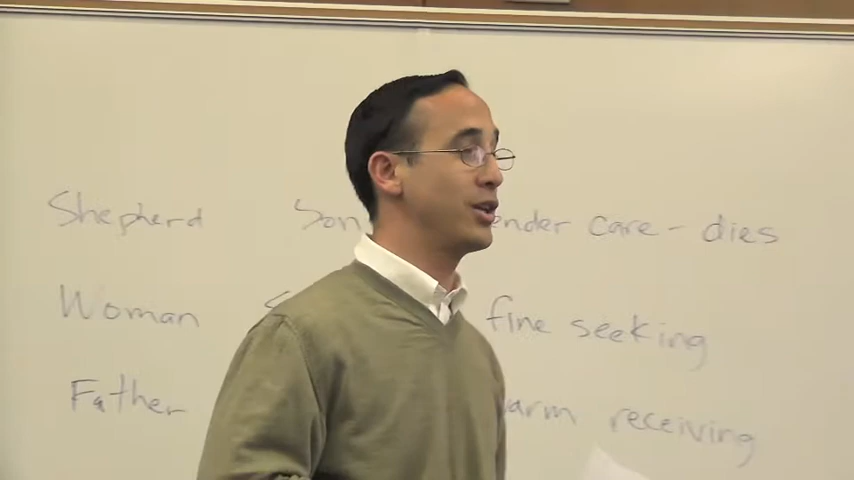 Shepherd Son ender care - dies
Woman S fine seeking
Father arm receiving